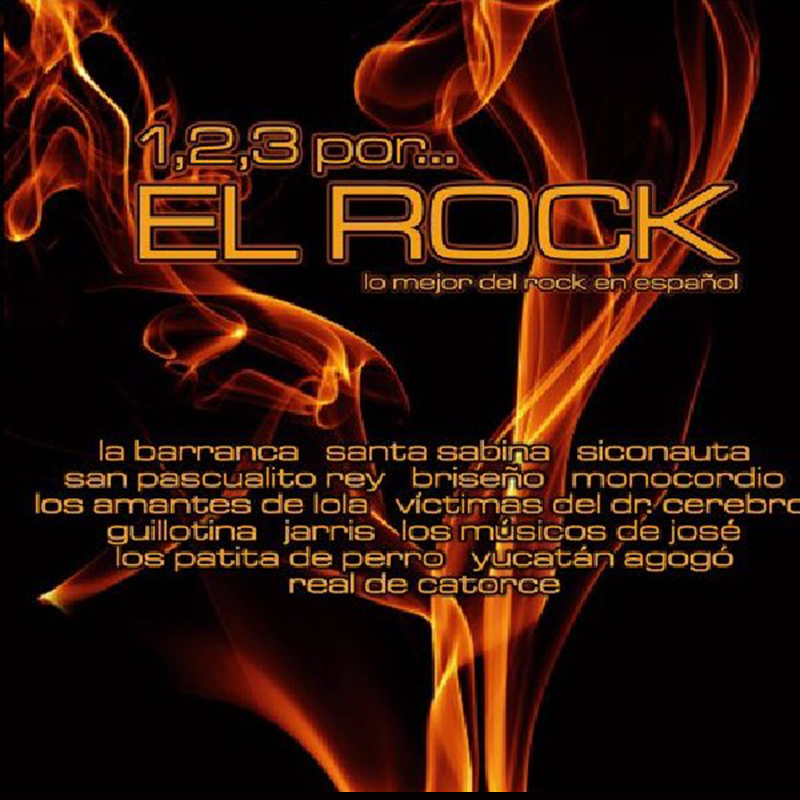 1,2,3 por...
EL ROCK
lo mejor del rock en español
la barranca santa sabina siconauta
san pascualito rey briseño monocordio
los amantes de lola víctimas del dr. cerebro
guillotina jarris los músicos de josé
los patita de perro yucatán agogó
real de catorce